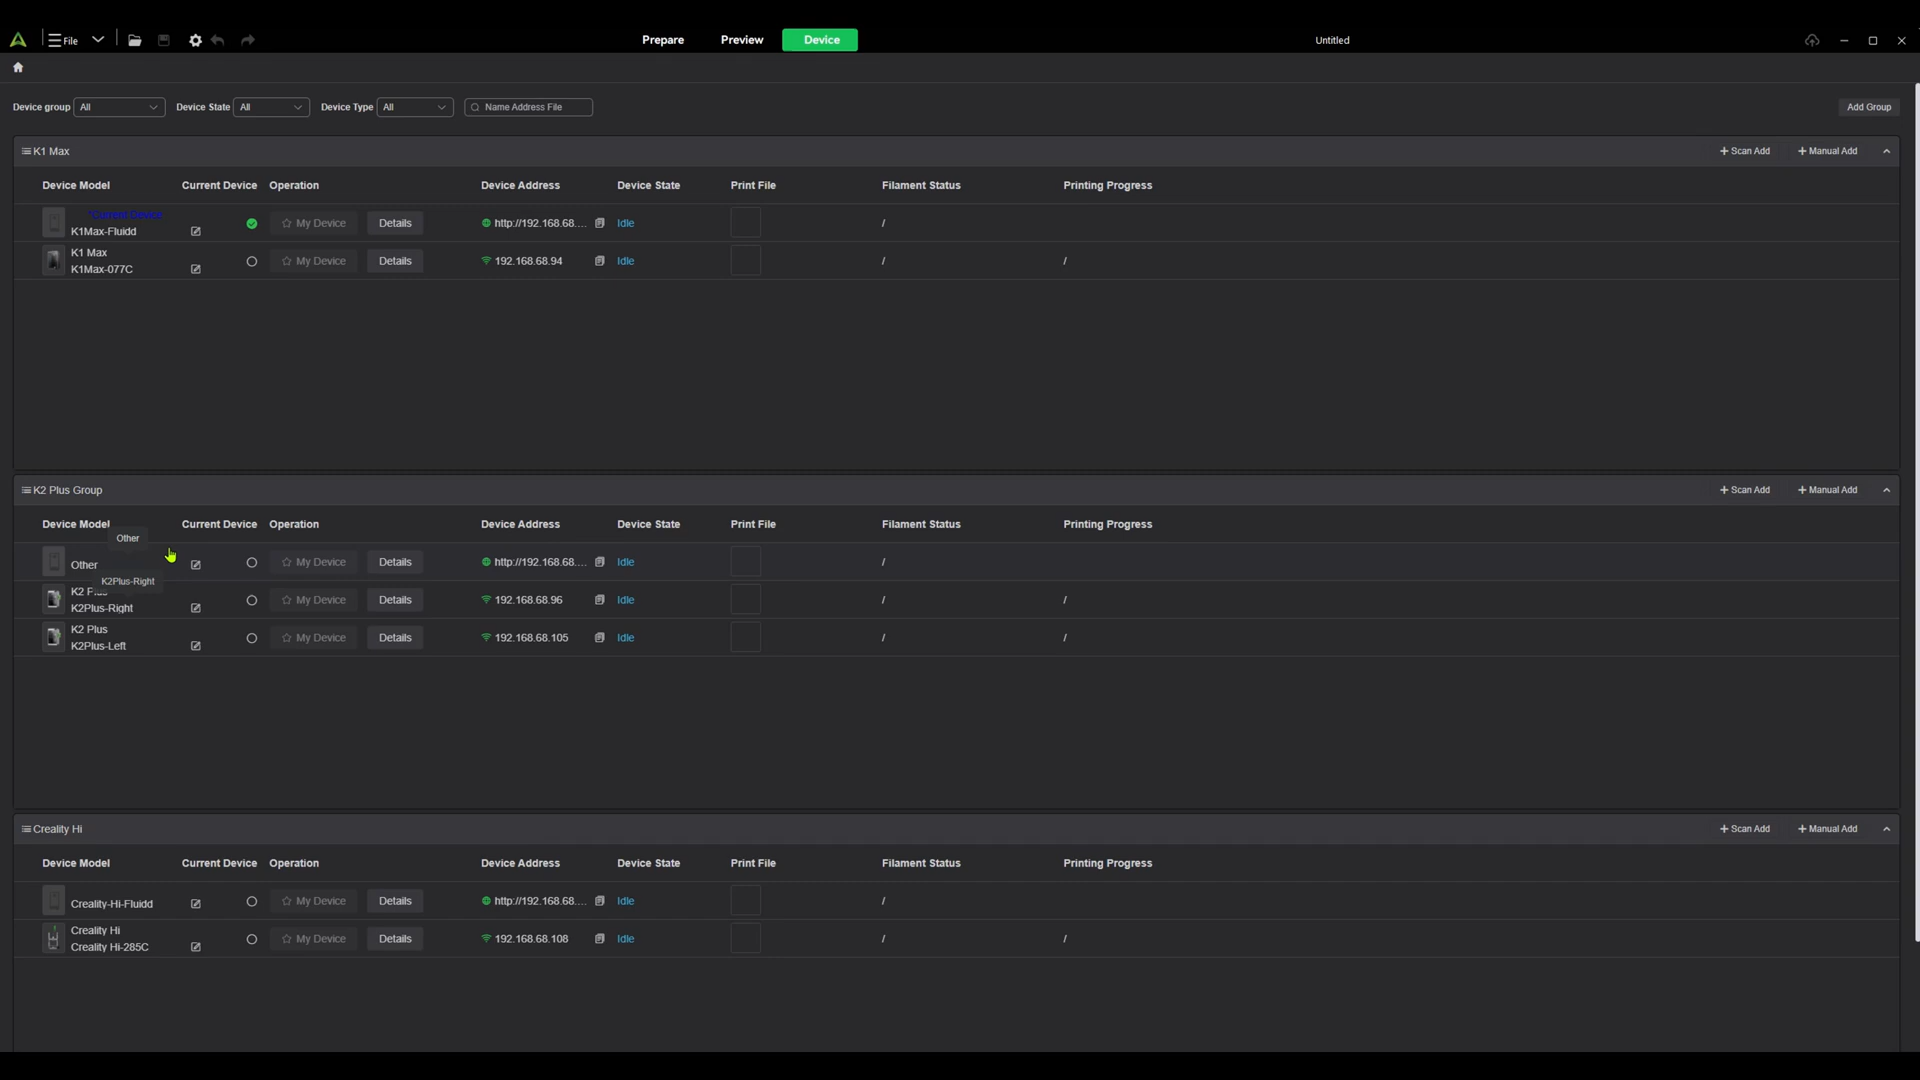 File
Prepare
Preview
Device
Untitled
Device group All
Device State All
Device Type All
Name Address File
Add Group
K1 Max
+ Scan Add
+ Manual Add
Device Model Current Device Operation Device Address Device State Print File Filament Status Printing Progress
*Current Device
K1Max-Fluidd
My Device Details http://192.168.68.... Idle /
K1 Max
K1Max-077C
My Device Details 192.168.68.94 Idle / /
K2 Plus Group
+ Scan Add
+ Manual Add
Device Model Current Device Operation Device Address Device State Print File Filament Status Printing Progress
Other
Other
My Device Details http://192.168.68.... Idle /
K2Plus-Right
K2
K2Plus-Right
My Device Details 192.168.68.96 Idle / /
K2 Plus
K2Plus-Left
My Device Details 192.168.68.105 Idle / /
Creality Hi
+ Scan Add
+ Manual Add
Device Model Current Device Operation Device Address Device State Print File Filament Status Printing Progress
Creality-Hi-Fluidd
My Device Details http://192.168.68.... Idle /
Creality Hi
Creality Hi-285C
My Device Details 192.168.68.108 Idle / /